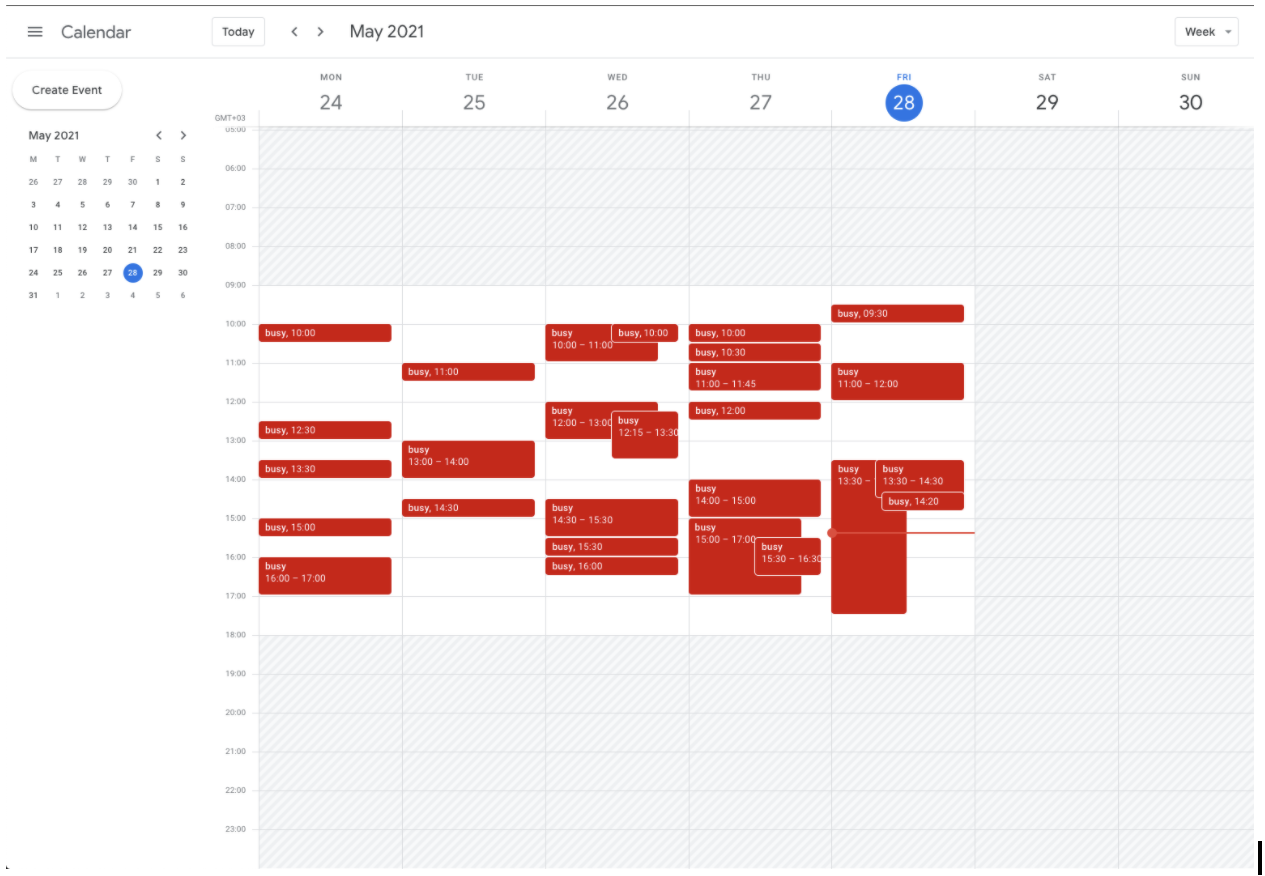 Calendar
Today
May 2021
Week
Create Event
May 2021
M T W T F S S
26 27 28 29 30 1 2
3 4 5 6 7 8 9
10 11 12 13 14 15 16
17 18 19 20 21 22 23
24 25 26 27 28 29 30
31 1 2 3 4 5 6
MON TUE WED THU FRI SAT SUN
24 25 26 27 28 29 30
GMT+03
05:00
06:00
07:00
08:00
09:00
10:00
11:00
12:00
13:00
14:00
15:00
16:00
17:00
18:00
19:00
20:00
21:00
22:00
23:00
busy, 10:00
busy, 12:30
busy, 13:30
busy, 15:00
busy
16:00 – 17:00
busy, 11:00
busy
13:00 – 14:00
busy, 14:30
busy
10:00 – 11:00
busy, 10:00
busy
12:00 – 13:00
busy
12:15 – 13:30
busy
14:30 – 15:30
busy, 15:30
busy, 16:00
busy, 10:00
busy, 10:30
busy
11:00 – 11:45
busy, 12:00
busy
14:00 – 15:00
busy
15:00 – 17:00
busy
15:30 – 16:30
busy, 09:30
busy
11:00 – 12:00
busy
13:30 –
busy
13:30 – 14:30
busy, 14:20